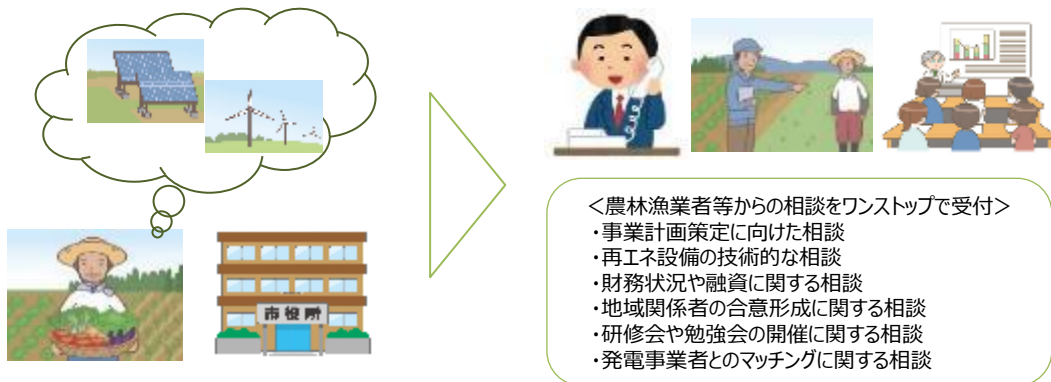 市役所
＜農林漁業者等からの相談をワンストップで受付＞
・事業計画策定に向けた相談
・再エネ設備の技術的な相談
・財務状況や融資に関する相談
・地域関係者の合意形成に関する相談
・研修会や勉強会の開催に関する相談
・発電事業者とのマッチングに関する相談